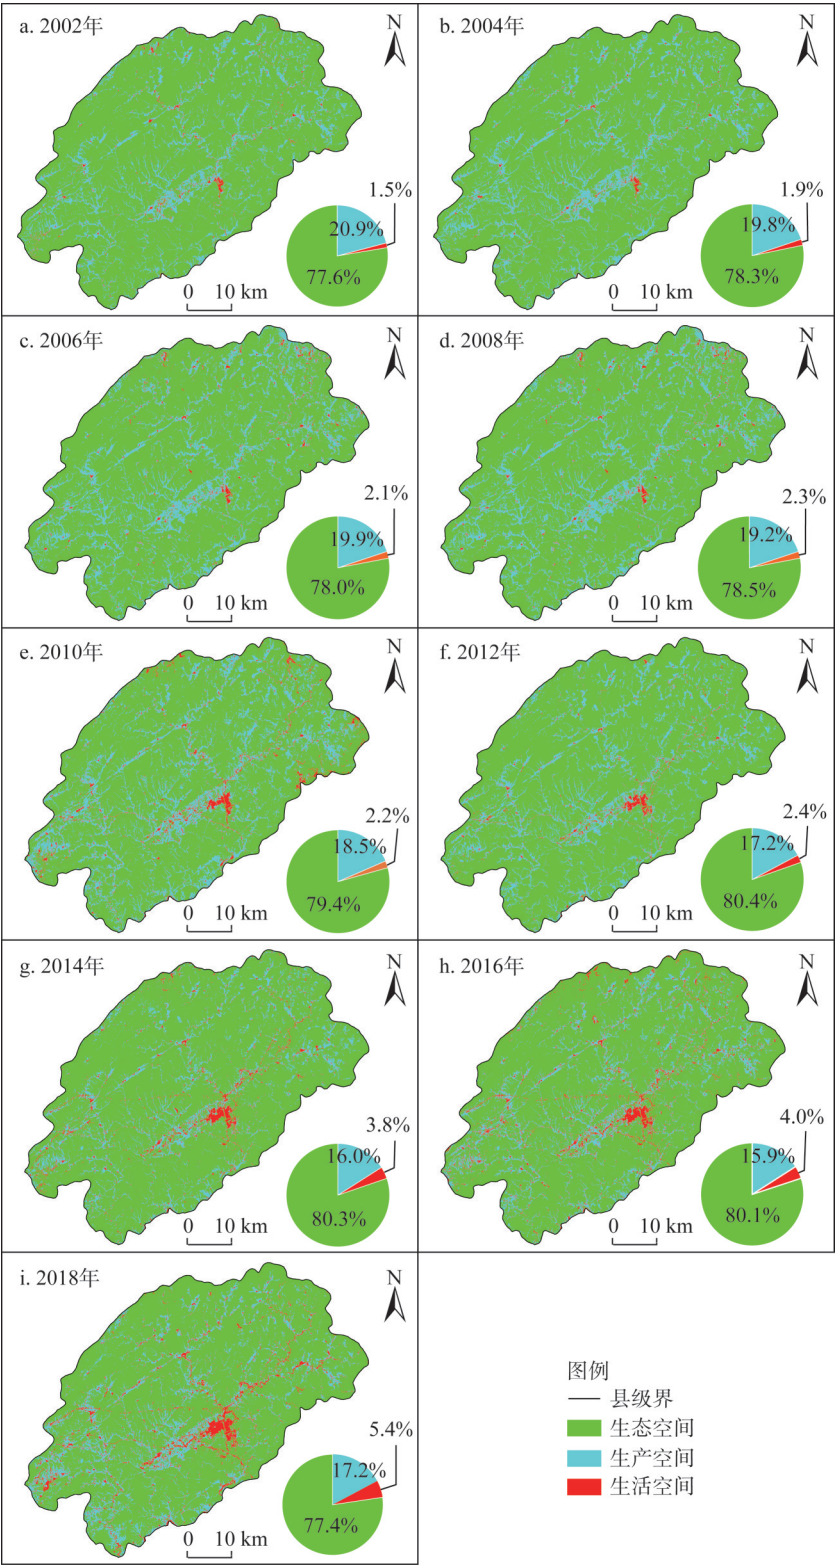 a. 2002年
N
1.5%
20.9%
77.6%
0 10 km
b. 2004年
N
1.9%
19.8%
78.3%
0 10 km
c. 2006年
N
2.1%
19.9%
78.0%
0 10 km
d. 2008年
N
2.3%
19.2%
78.5%
0 10 km
e. 2010年
N
2.2%
18.5%
79.4%
0 10 km
f. 2012年
N
2.4%
17.2%
80.4%
0 10 km
g. 2014年
N
3.8%
16.0%
80.3%
0 10 km
h. 2016年
N
4.0%
15.9%
80.1%
0 10 km
i. 2018年
N
5.4%
17.2%
77.4%
0 10 km
图例
县级界
生态空间
生产空间
生活空间